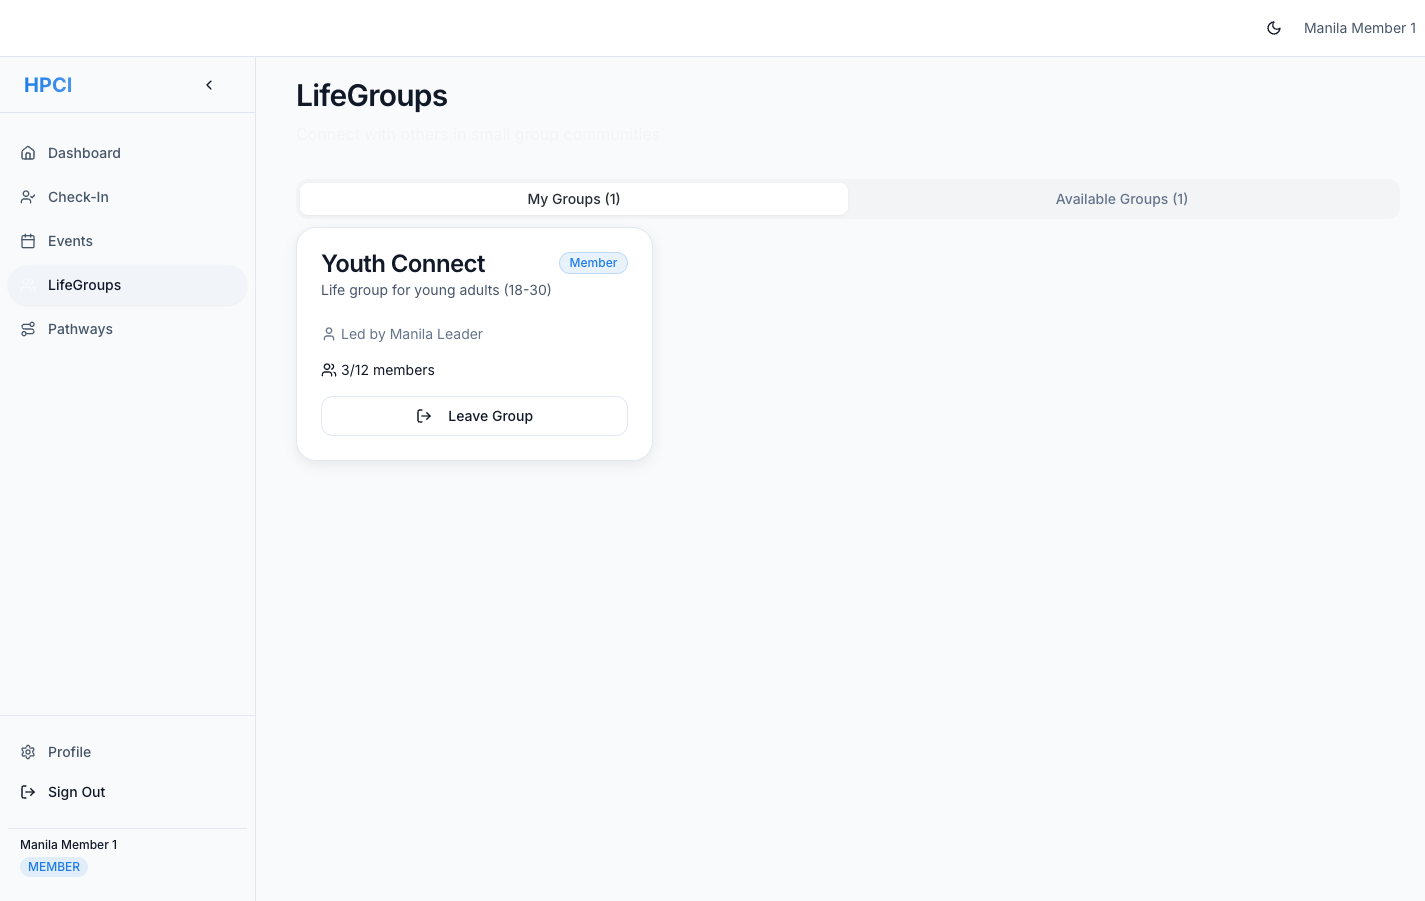 Manila Member 1
HPCI
Dashboard
Check-In
Events
LifeGroups
Pathways
Profile
Sign Out
Manila Member 1
MEMBER
LifeGroups
Connect with others in small group communities
My Groups (1)
Available Groups (1)
Youth Connect
Member
Life group for young adults (18-30)
Led by Manila Leader
3/12 members
Leave Group